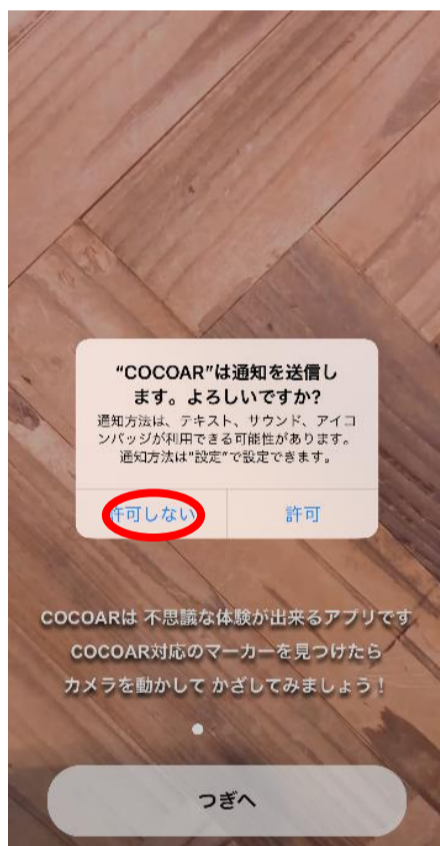 “COCOAR”は通知を送信し
ます。よろしいですか?
通知方法は、テキスト、サウンド、アイコ
ンバッジが利用できる可能性があります。
通知方法は“設定”で設定できます。
許可しない
許可
COCOARは 不思議な体験が出来るアプリです
COCOAR対応のマーカーを見つけたら
カメラを動かして かざしてみましょう！
つぎへ